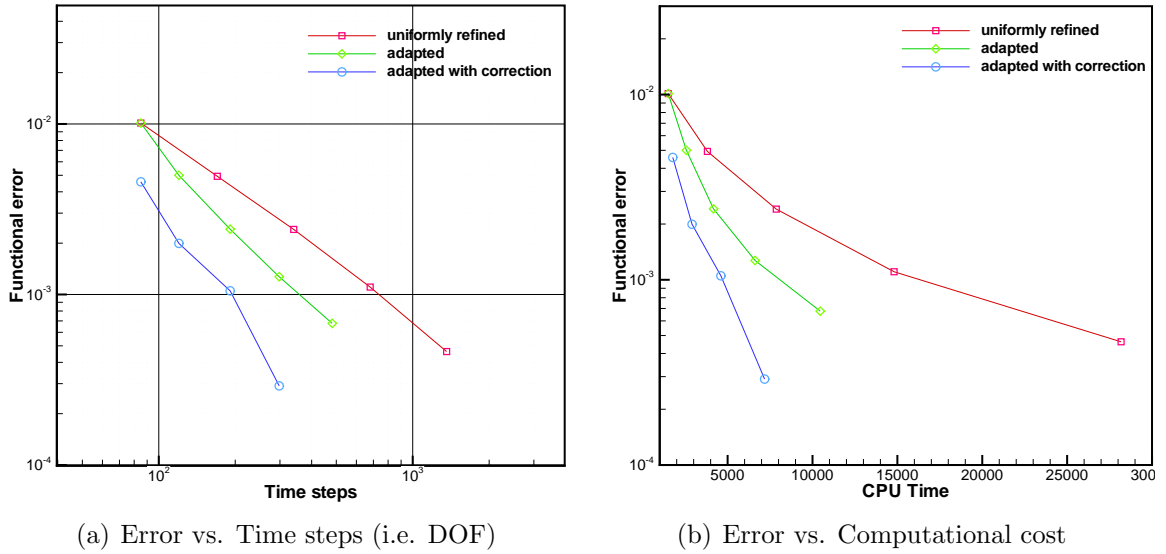 uniformly refined
adapted
adapted with correction
Functional error
10^-2
10^-3
10^-4
10^2
10^3
Time steps
(a) Error vs. Time steps (i.e. DOF)
uniformly refined
adapted
adapted with correction
Functional error
10^-2
10^-3
10^-4
5000 10000 15000 20000 25000 300
CPU Time
(b) Error vs. Computational cost